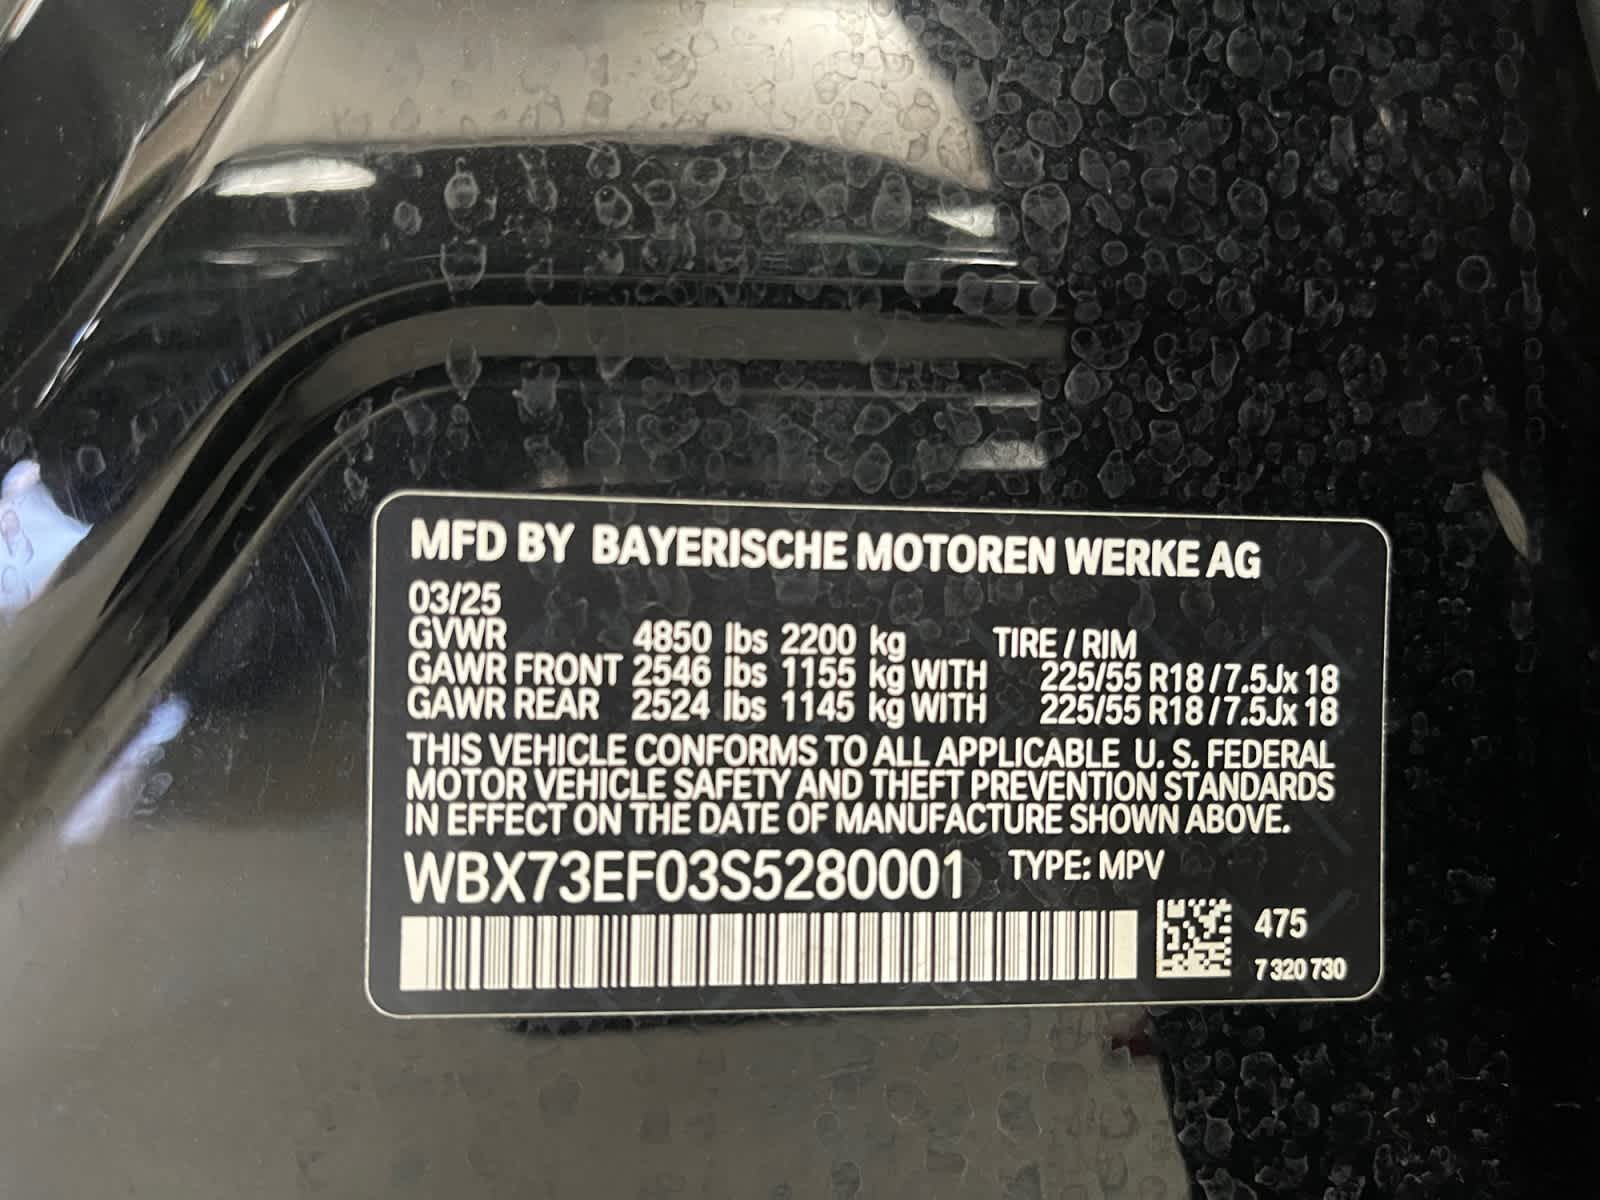 MFD BY BAYERISCHE MOTOREN WERKE AG
03/25
GVWR 4850 lbs 2200 kg TIRE / RIM
GAWR FRONT 2546 lbs 1155 kg WITH 225/55 R18 / 7.5Jx 18
GAWR REAR 2524 lbs 1145 kg WITH 225/55 R18 / 7.5Jx 18
THIS VEHICLE CONFORMS TO ALL APPLICABLE U. S. FEDERAL
MOTOR VEHICLE SAFETY AND THEFT PREVENTION STANDARDS
IN EFFECT ON THE DATE OF MANUFACTURE SHOWN ABOVE.
WBX73EF03S5280001 TYPE: MPV
475
7 320 730